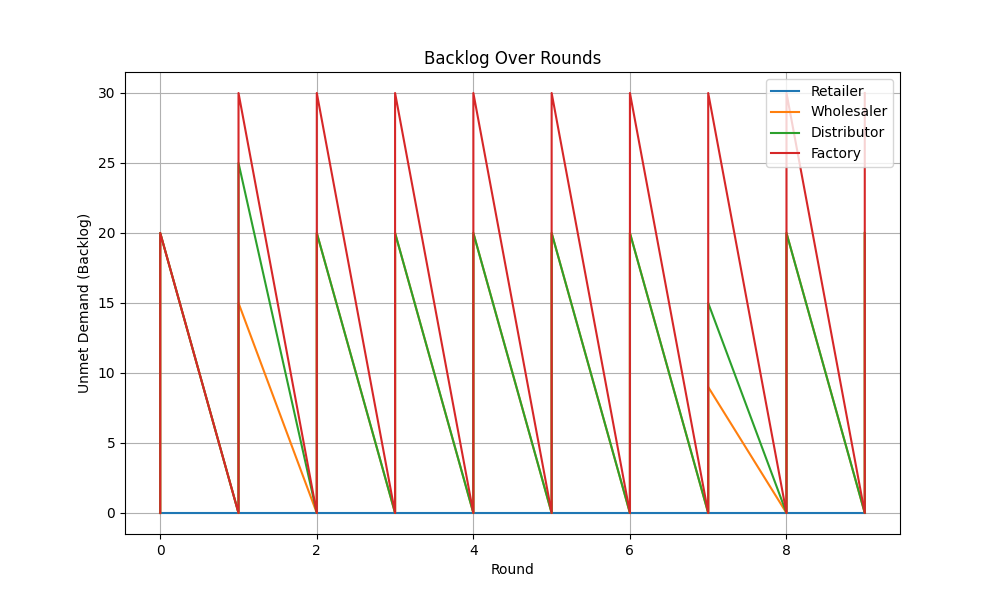 Backlog Over Rounds
Retailer
Wholesaler
Distributor
Factory
Unmet Demand (Backlog)
30
25
20
15
10
5
0
0 2 4 6 8
Round